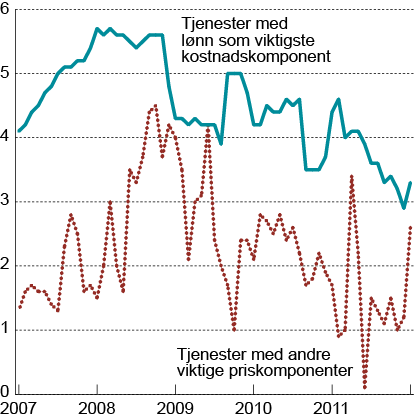 6
Tjenester med
lønn som viktigste
kostnadskomponent
5
4
3
2
1
Tjenester med andre
viktige priskomponenter
0
2007 2008 2009 2010 2011